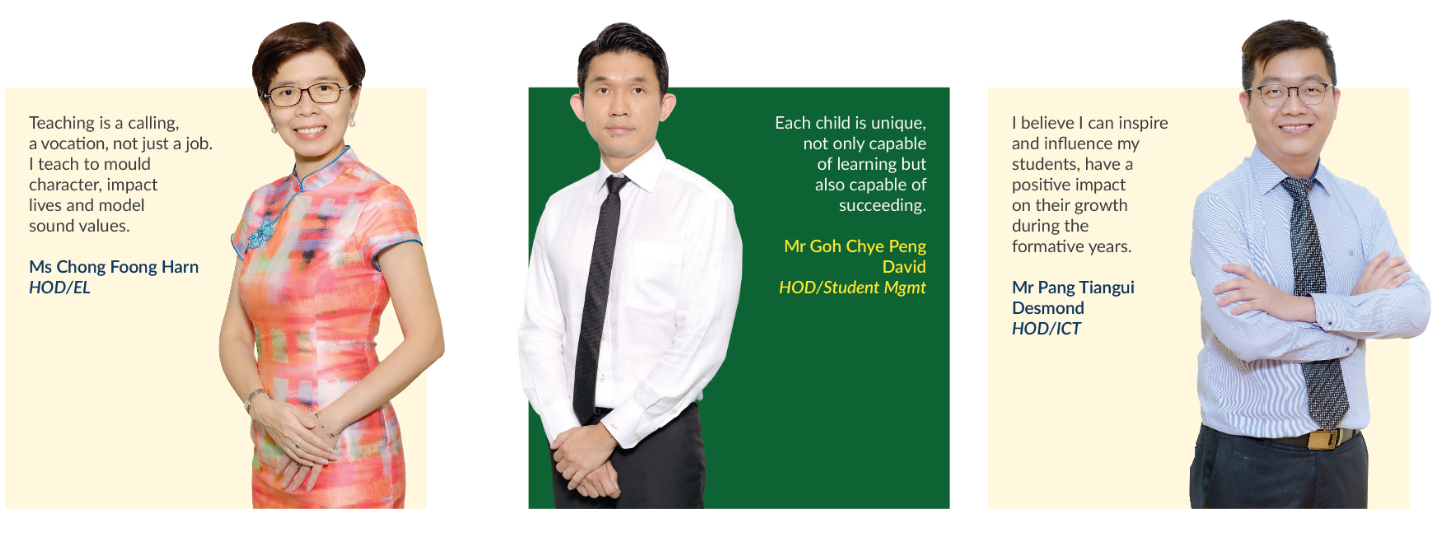 Teaching is a calling,
a vocation, not just a job.
I teach to mould
character, impact
lives and model
sound values.
Ms Chong Foong Harn
HOD/EL
Each child is unique,
not only capable
of learning but
also capable of
succeeding.
Mr Goh Chye Peng
David
HOD/Student Mgmt
I believe I can inspire
and influence my
students, have a
positive impact
on their growth
during the
formative years.
Mr Pang Tiangui
Desmond
HOD/ICT